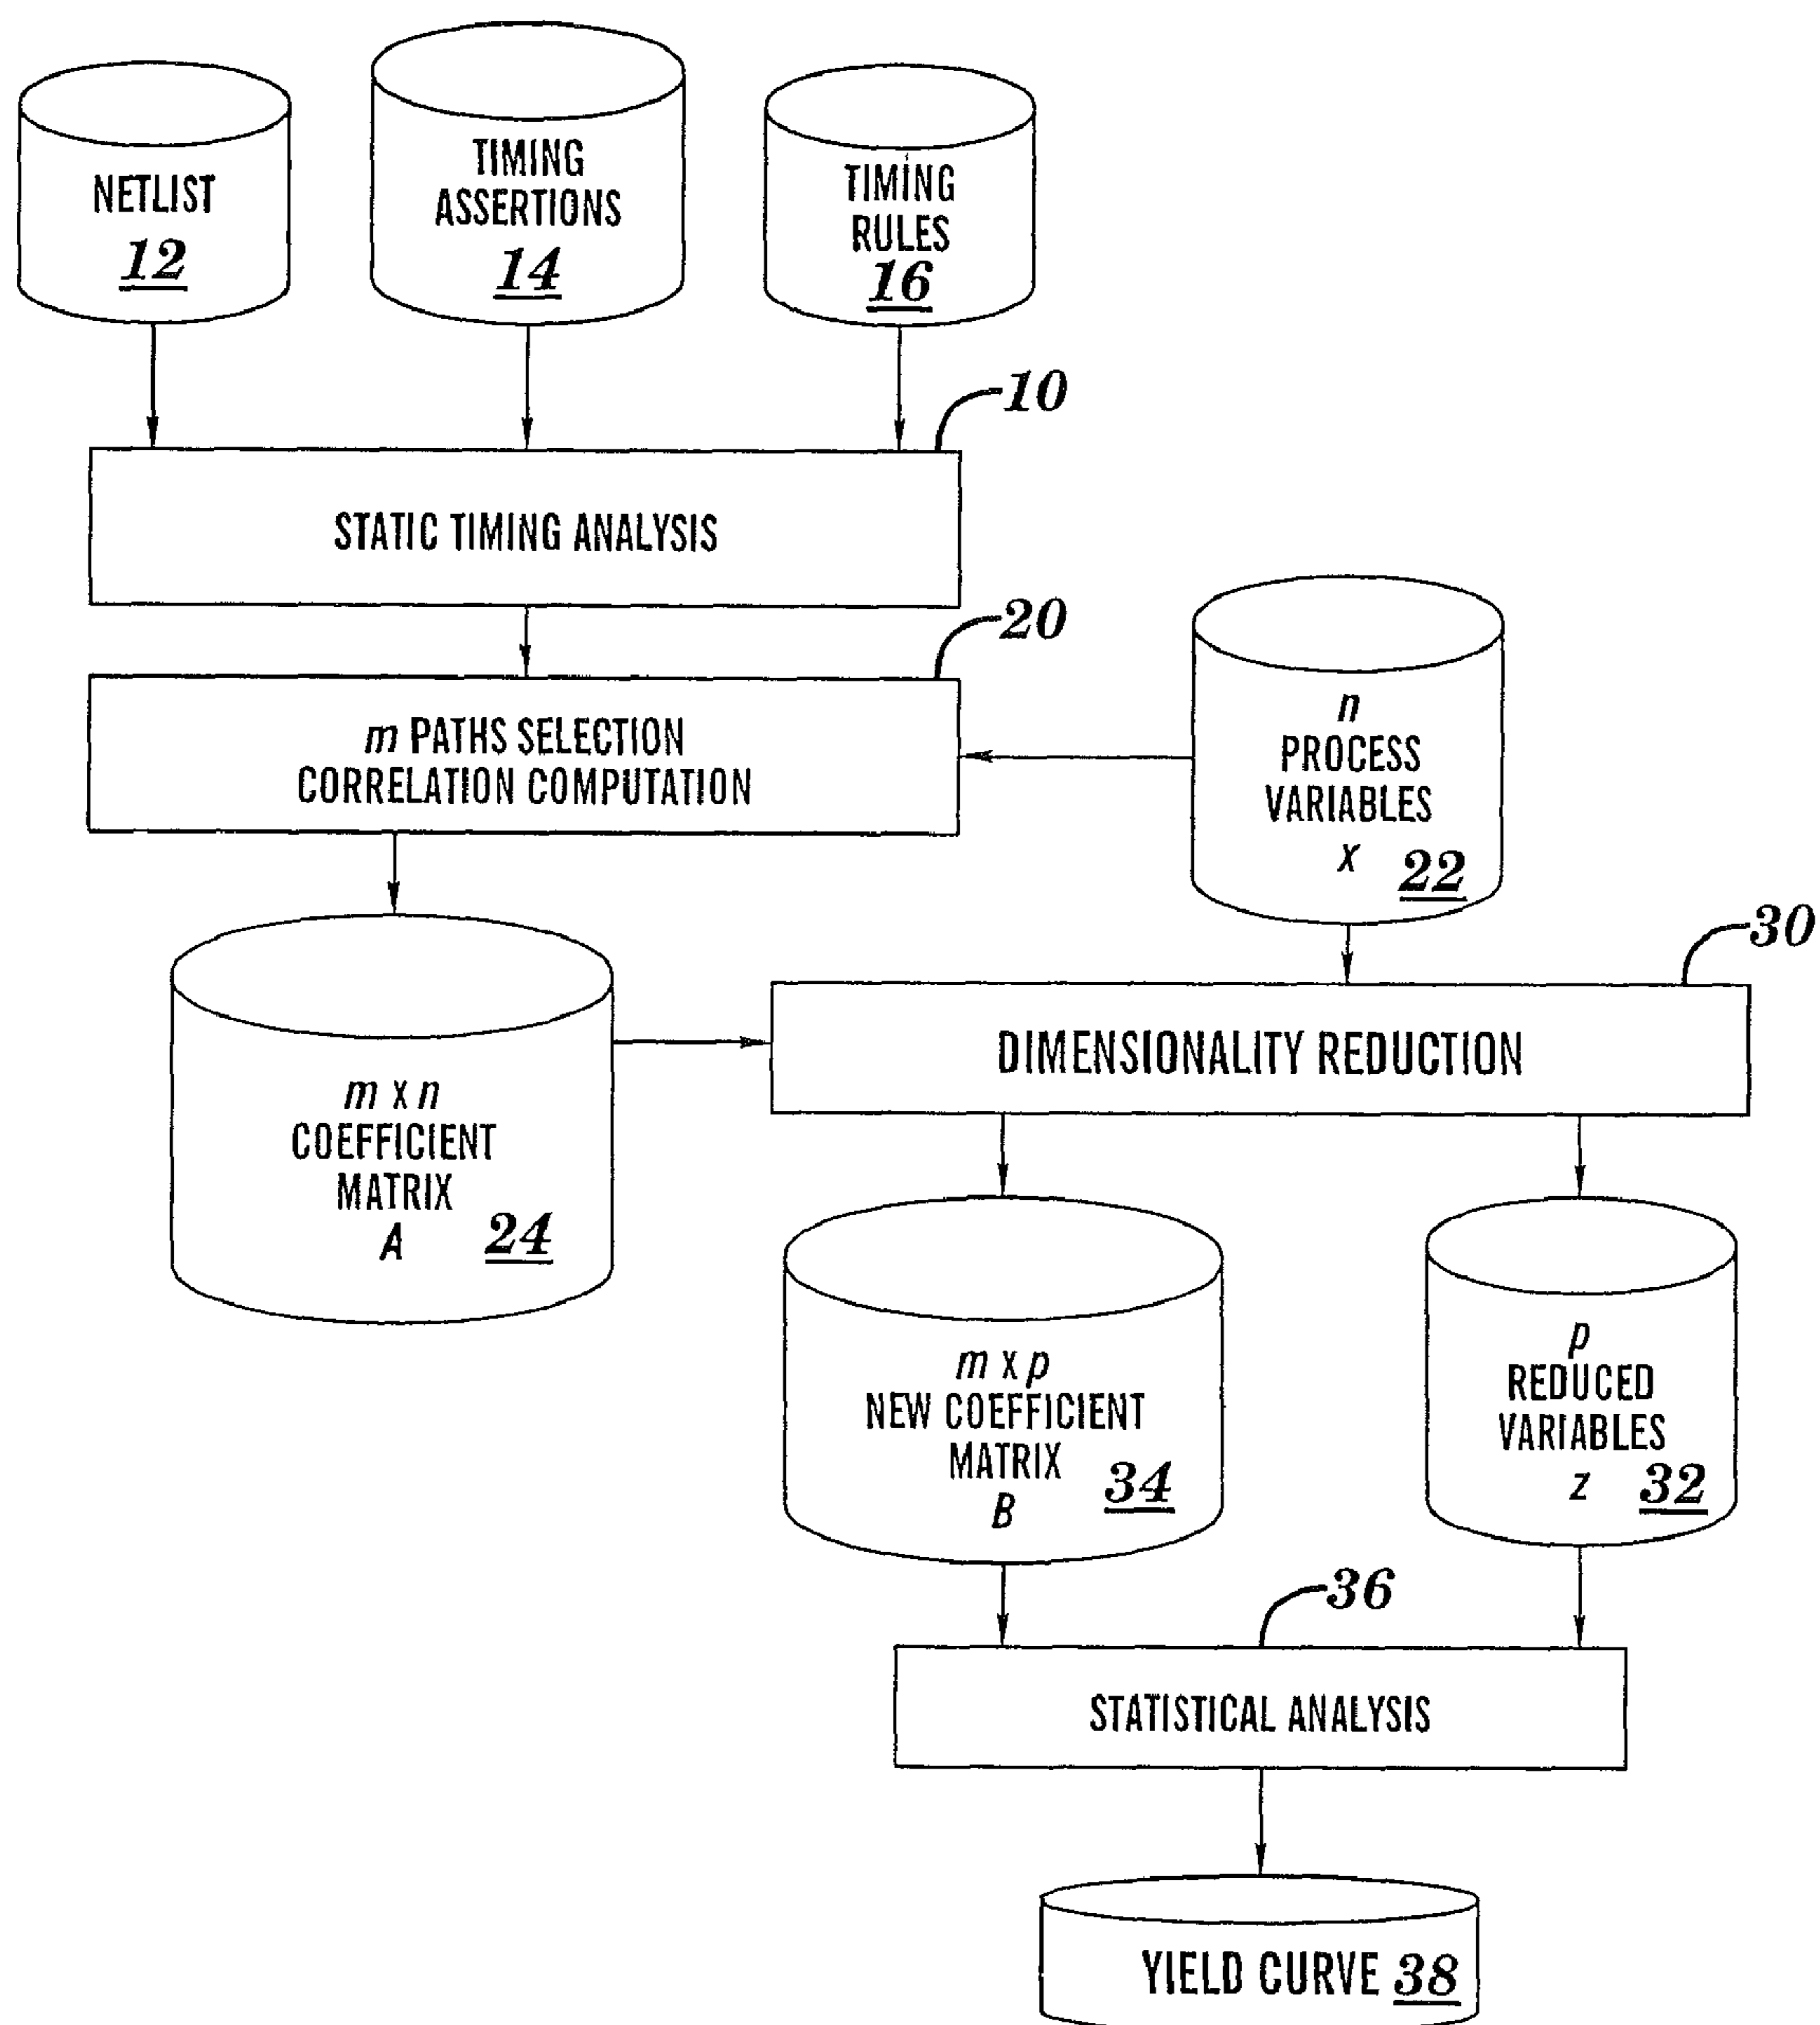 NETLIST
12
TIMING
ASSERTIONS
14
TIMING
RULES
16
10
STATIC TIMING ANALYSIS
20
m PATHS SELECTION
CORRELATION COMPUTATION
n
PROCESS
VARIABLES
x 22
30
DIMENSIONALITY REDUCTION
m x n
COEFFICIENT
MATRIX
A 24
m x p
NEW COEFFICIENT
MATRIX
B 34
p
REDUCED
VARIABLES
z 32
36
STATISTICAL ANALYSIS
YIELD CURVE 38